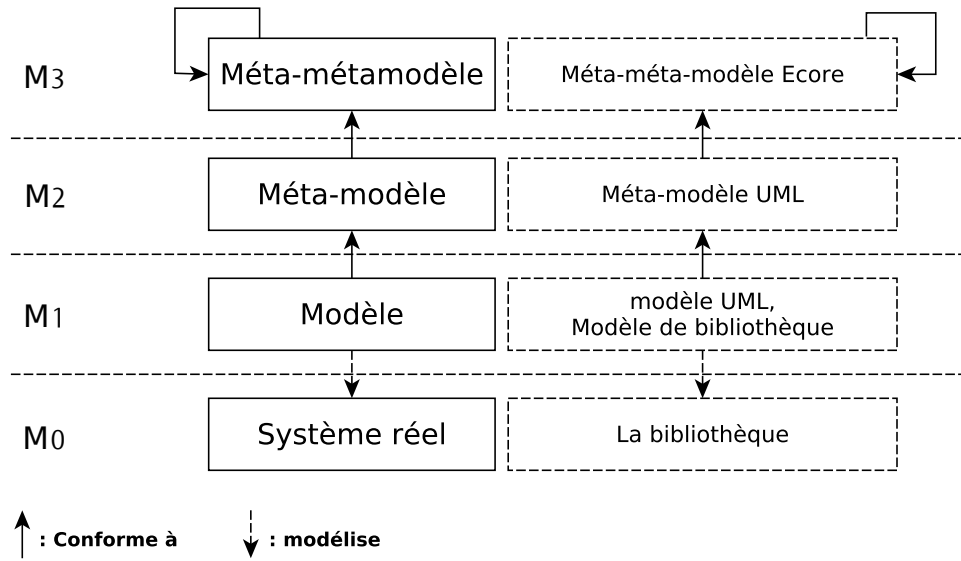 M3
Méta-métamodèle
Méta-méta-modèle Ecore
M2
Méta-modèle
Méta-modèle UML
M1
Modèle
modèle UML,
Modèle de bibliothèque
M0
Système réel
La bibliothèque
: Conforme à
: modélise